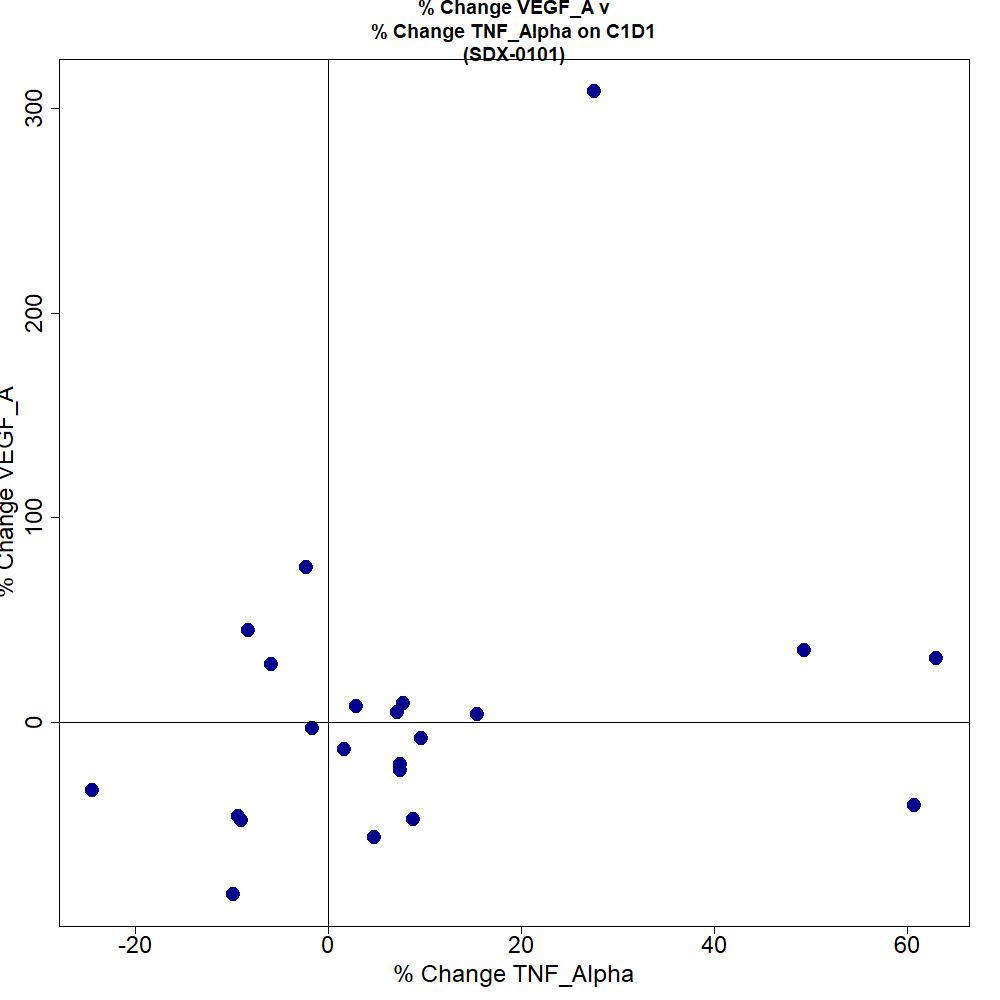 % Change VEGF_A v
% Change TNF_Alpha on C1D1
(SDX-0101)
% Change VEGF_A
300
200
100
0
-20
0
20
40
60
% Change TNF_Alpha